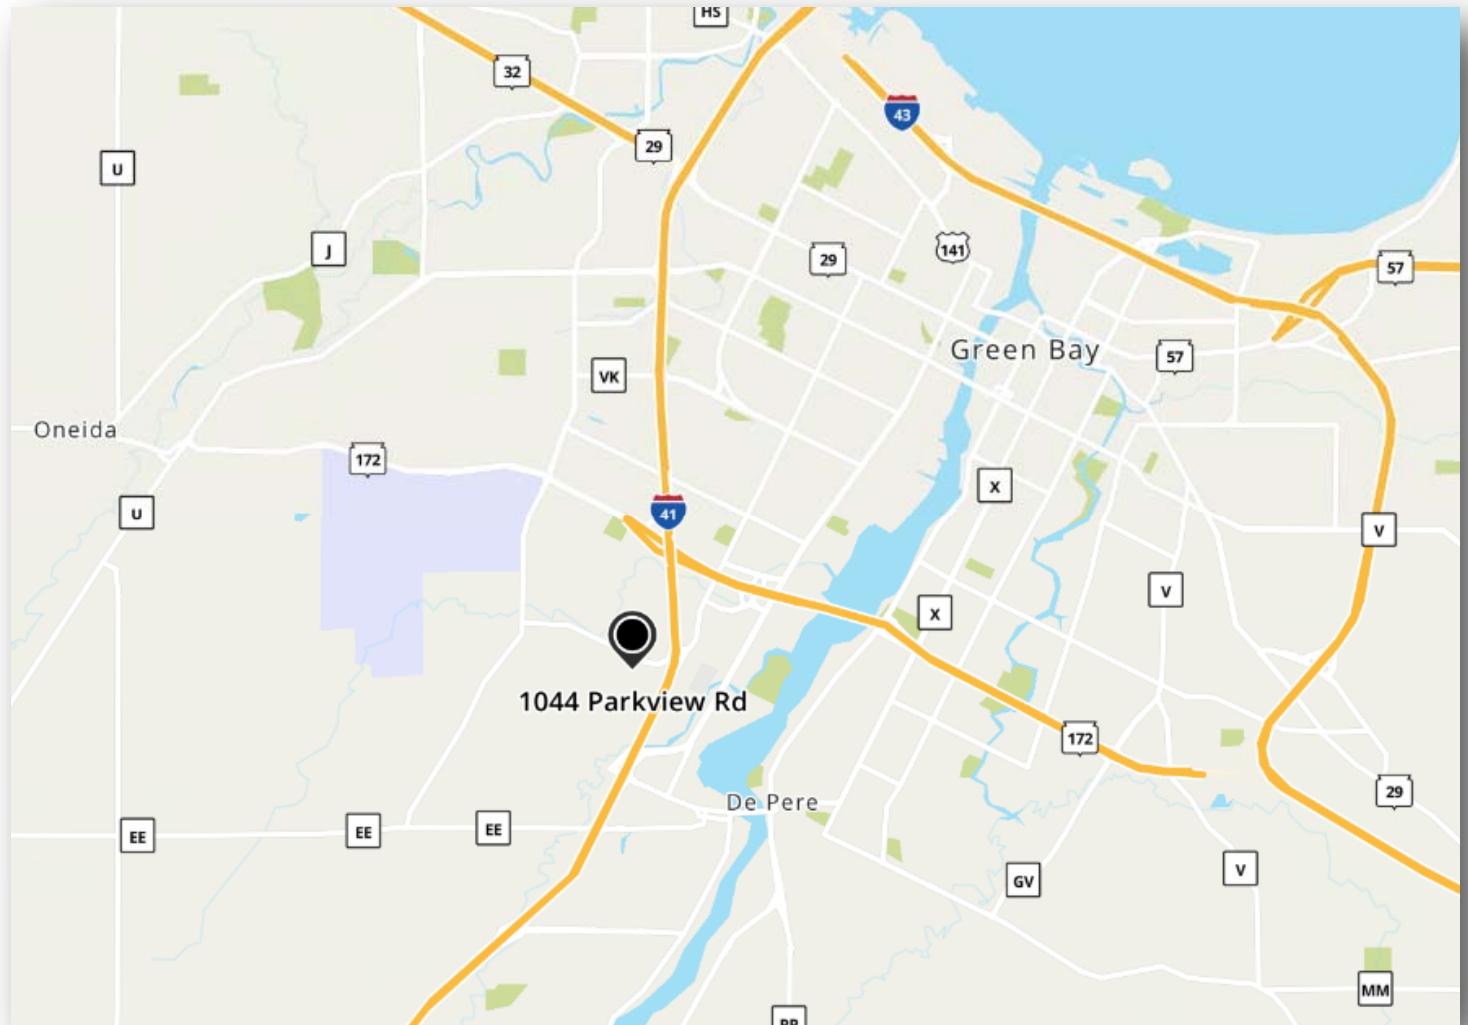 HS
32
43
29
U
J
141
29
57
Green Bay
57
VK
Oneida
172
X
U
41
V
V
X
1044 Parkview Rd
172
29
De Pere
EE
EE
EE
V
GV
MM